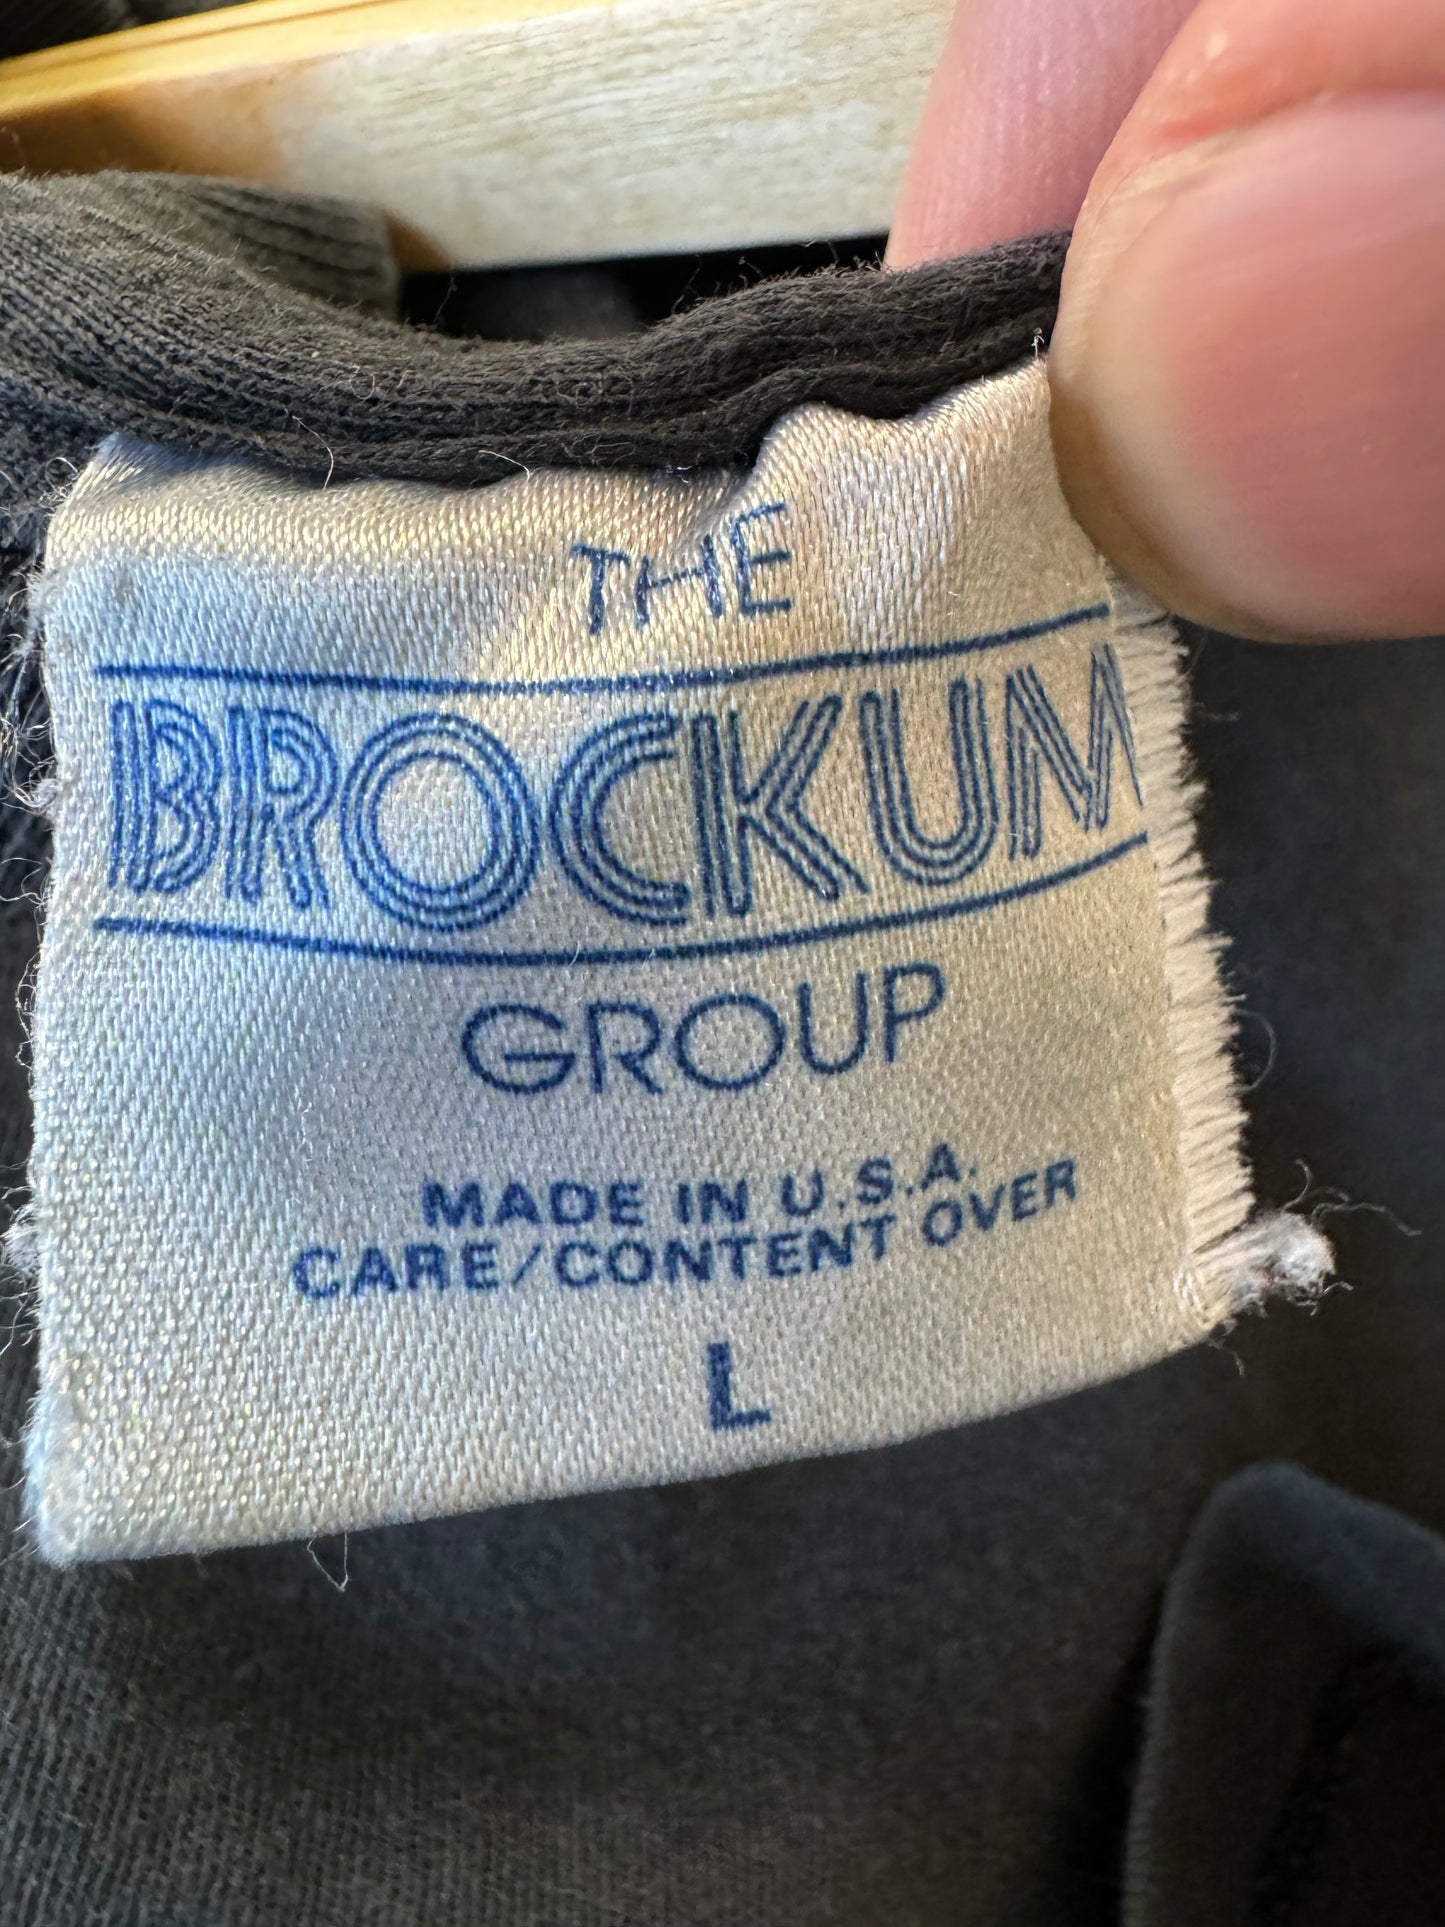 THE
BROCKUM
GROUP
MADE IN U.S.A.
CARE/CONTENT OVER
L